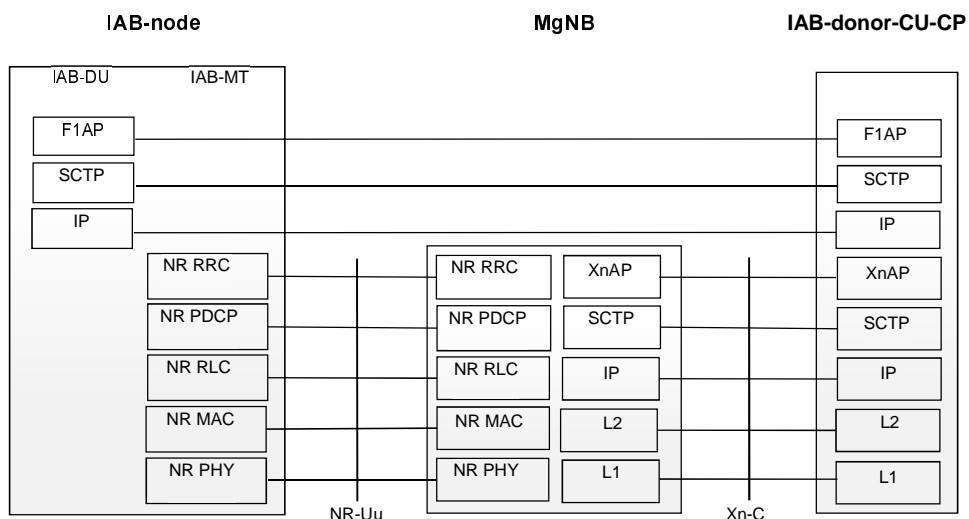 IAB-node MgNB IAB-donor-CU-CP
IAB-DU IAB-MT
F1AP F1AP
SCTP SCTP
IP IP
NR RRC NR RRC XnAP XnAP
NR PDCP NR PDCP SCTP SCTP
NR RLC NR RLC IP IP
NR MAC NR MAC L2 L2
NR PHY NR PHY L1 L1
NR-Uu Xn-C